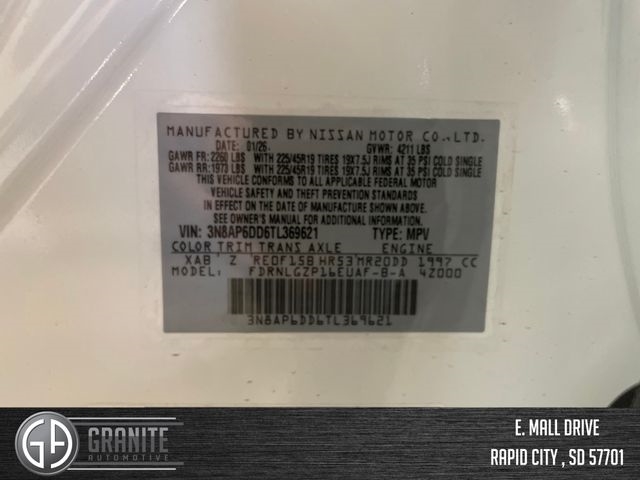 MANUFACTURED BY NISSAN MOTOR CO., LTD.
DATE: 01/26 GVWR: 4211 LBS
GAWR FR: 2260 LBS WITH 225/45R19 TIRES 19X7.5J RIMS AT 35 PSI COLD SINGLE
GAWR RR: 1973 LBS WITH 225/45R19 TIRES 19X7.5J RIMS AT 35 PSI COLD SINGLE
THIS VEHICLE CONFORMS TO ALL APPLICABLE FEDERAL MOTOR
VEHICLE SAFETY AND THEFT PREVENTION STANDARDS
IN EFFECT ON THE DATE OF MANUFACTURE SHOWN ABOVE.
SEE OWNER'S MANUAL FOR ADDITIONAL INFORMATION.
VIN: 3N8AP6DD6TL369621 TYPE: MPV
COLOR TRIM TRANS AXLE ENGINE
XAB Z RE0F15B HR53 MR20DD 1997 CC
MODEL: FDRNLGZP16EUAF-B-A 4Z000
3N8AP6DD6TL369621
GA GRANITE
AUTOMOTIVE
E. MALL DRIVE
RAPID CITY , SD 57701